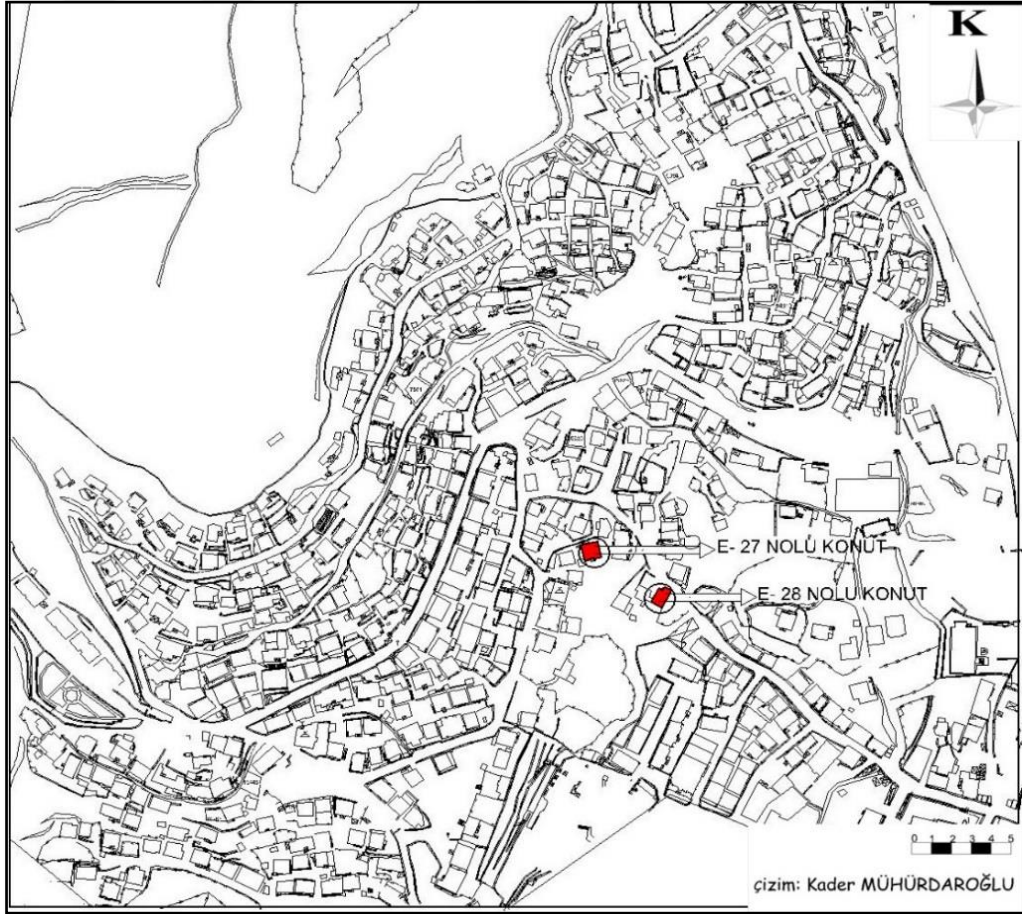 K
E- 27 NOLU KONUT
E- 28 NOLU KONUT
0 1 2 3 4 5
çizim: Kader MÜHÜRDAROĞLU